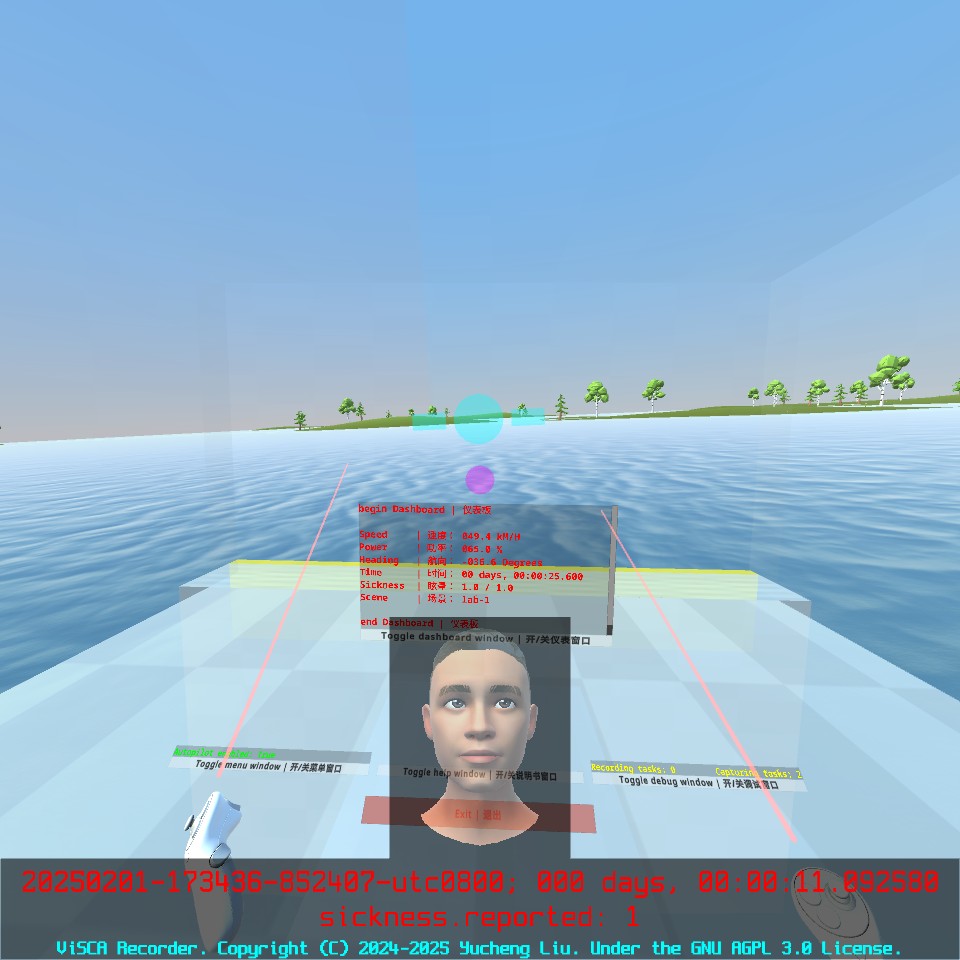 begin Dashboard | 仪表板
Speed | 速度： 049.4 kM/H
Power | 功率： 065.0 %
Heading | 航向： -036.6 Degrees
Time | 时间： 00 days, 00:00:25.600
Sickness | 眩晕： 1.0 / 1.0
Scene | 场景： lab-1
end Dashboard | 仪表板
Toggle dashboard window | 开/关仪表窗口
Autopilot enabled: true
Toggle menu window | 开/关菜单窗口
Toggle help window | 开/关说明书窗口
Recording tasks: 0 Capturing tasks: 2
Toggle debug window | 开/关调试窗口
Exit | 退出
20250201-173436-852407-utc0800; 000 days, 00:00:11.092580
sickness.reported: 1
ViSCA Recorder. Copyright (C) 2024-2025 Yucheng Liu. Under the GNU AGPL 3.0 License.